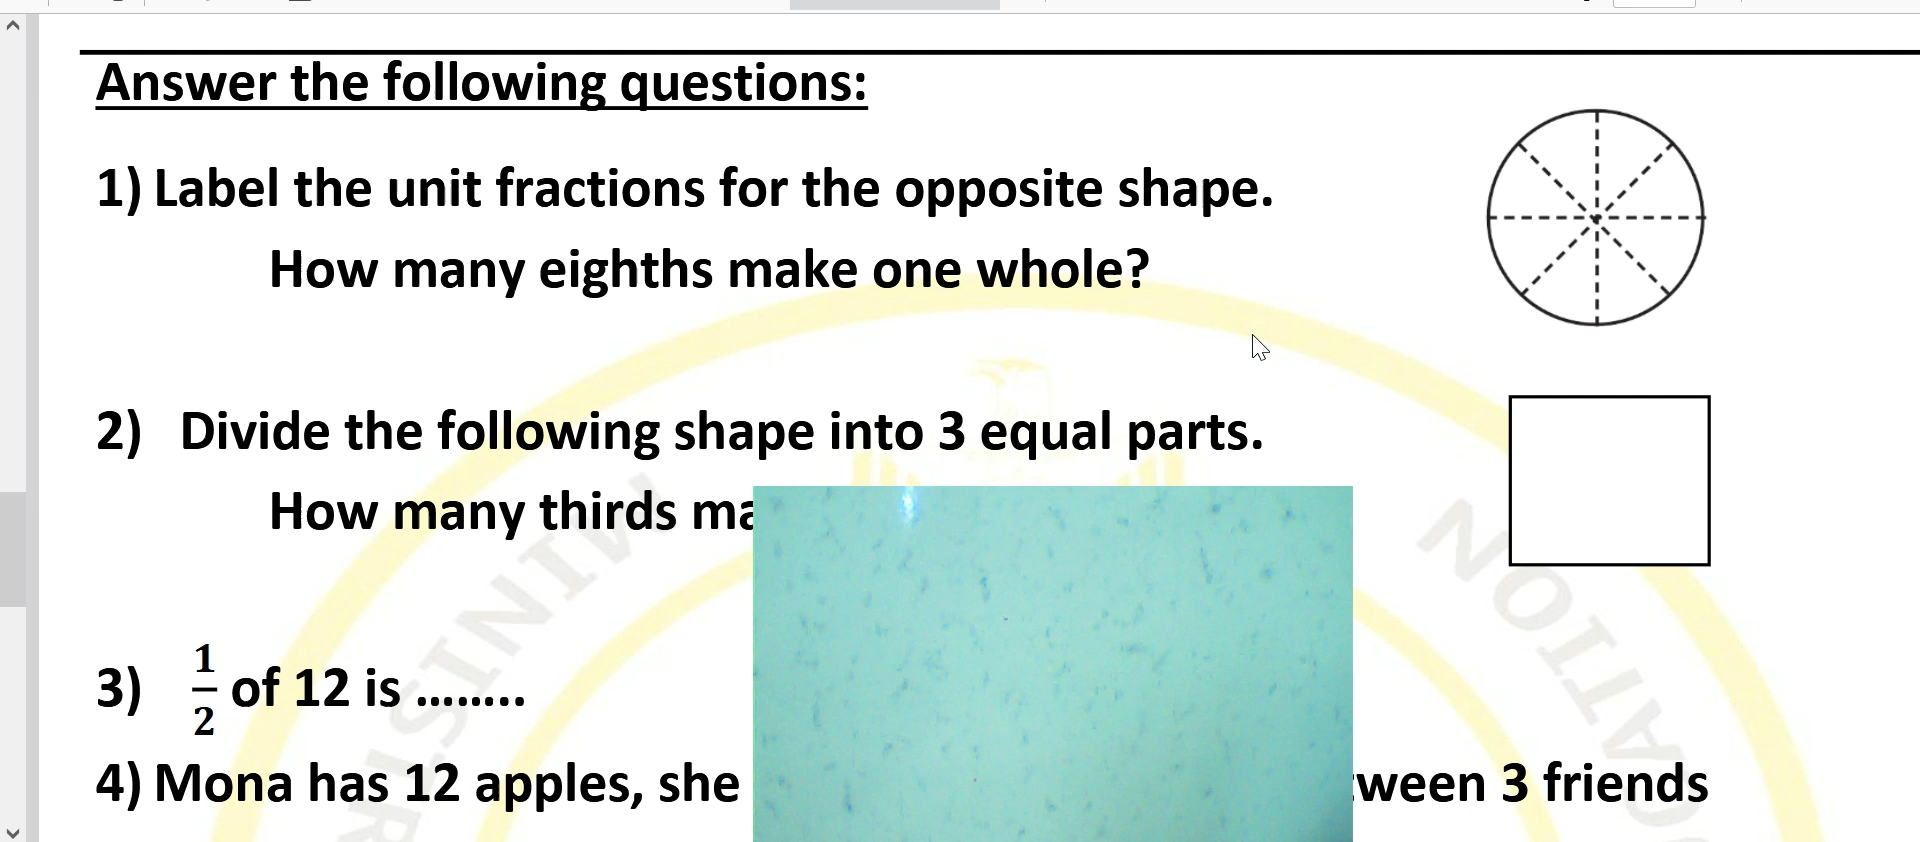 Answer the following questions:
1) Label the unit fractions for the opposite shape.
How many eighths make one whole?
2) Divide the following shape into 3 equal parts.
How many thirds
3) 1/2 of 12 is ........
4) Mona has 12 apples, she
3 friends